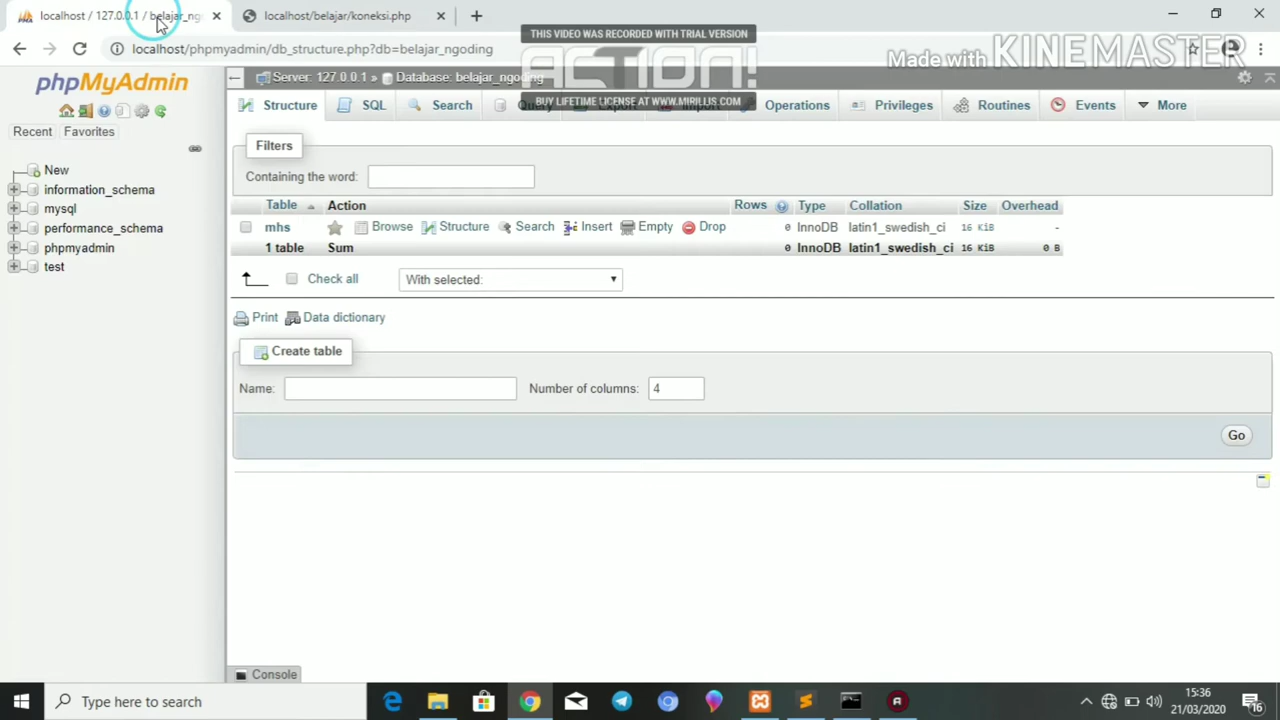 localhost / 127.0.0.1 / belajar_ng
localhost/belajar/koneksi.php
localhost/phpmyadmin/db_structure.php?db=belajar_ngoding
THIS VIDEO WAS RECORDED WITH TRIAL VERSION
ACTION!
BUY LIFETIME LICENSE AT WWW.MIRILLIS.COM
Made with KINEMASTER
phpMyAdmin
Recent Favorites
New
information_schema
mysql
performance_schema
phpmyadmin
test
Server: 127.0.0.1 » Database: belajar_ngoding
Structure SQL Search Operations Privileges Routines Events More
Filters
Containing the word:
Table Action Rows Type Collation Size Overhead
mhs Browse Structure Search Insert Empty Drop 0 InnoDB latin1_swedish_ci 16 KiB -
1 table Sum 0 InnoDB latin1_swedish_ci 16 KiB 0 B
Check all With selected:
Print Data dictionary
Create table
Name: Number of columns: 4
Go
Console
Type here to search
15:36
21/03/2020
16